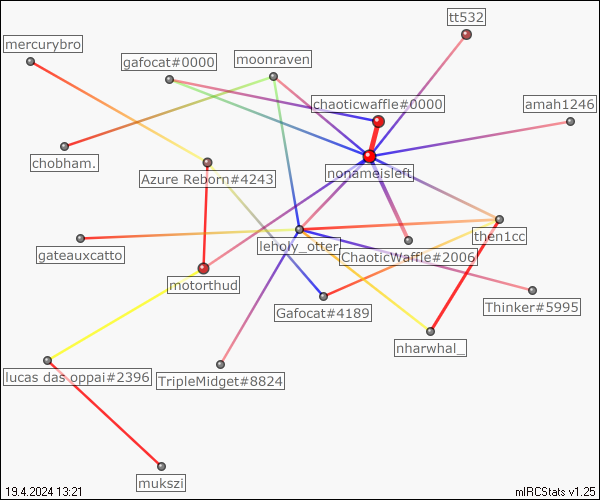 tt532
mercurybro
gafocat#0000
moonraven
chaoticwaffle#0000
amah1246
chobham.
Azure Reborn#4243
nonameisleft
then1cc
leholy_otter
gateauxcatto
ChaoticWaffle#2006
motorthud
Gafocat#4189
Thinker#5995
nharwhal_
lucas das oppai#2396
TripleMidget#8824
mukszi
19.4.2024 13:21
mIRCStats v1.25